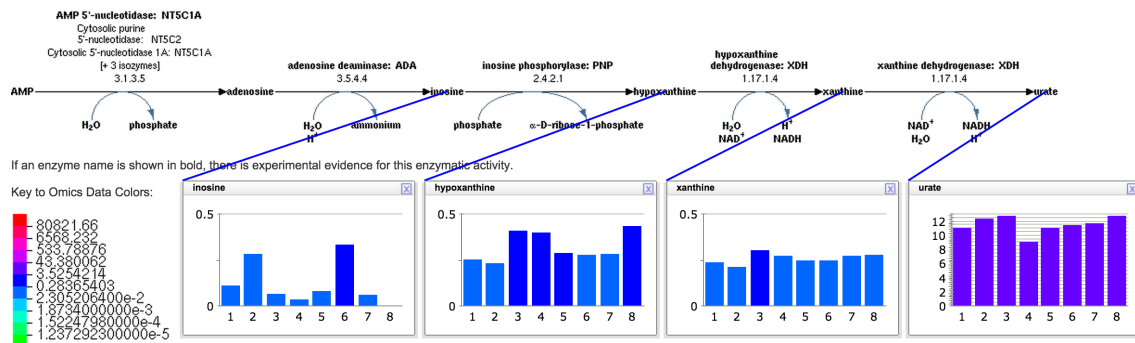 AMP 5'-nucleotidase: NT5C1A
Cytosolic purine
5'-nucleotidase: NT5C2
Cytosolic 5'-nucleotidase 1A: NT5C1A
[+ 3 isozymes]
3.1.3.5
adenosine deaminase: ADA
3.5.4.4
inosine phosphorylase: PNP
2.4.2.1
hypoxanthine
dehydrogenase: XDH
1.17.1.4
xanthine dehydrogenase: XDH
1.17.1.4
AMP adenosine inosine hypoxanthine xanthine urate
H2O phosphate
H2O ammonium
H+
phosphate α-D-ribose-1-phosphate
H2O H+
NAD+ NADH
NAD+ NADH
H2O H+
If an enzyme name is shown in bold, there is experimental evidence for this enzymatic activity.
Key to Omics Data Colors:
80821.66
6568.232
533.78876
43.380062
3.5254214
0.28365403
2.305206400e-2
1.8734000000e-3
1.52247980000e-4
1.237292300000e-5
inosine X
0.5
0
1 2 3 4 5 6 7 8
hypoxanthine X
0.5
0
1 2 3 4 5 6 7 8
xanthine X
0.5
0
1 2 3 4 5 6 7 8
urate X
12
10
8
6
4
2
0
1 2 3 4 5 6 7 8